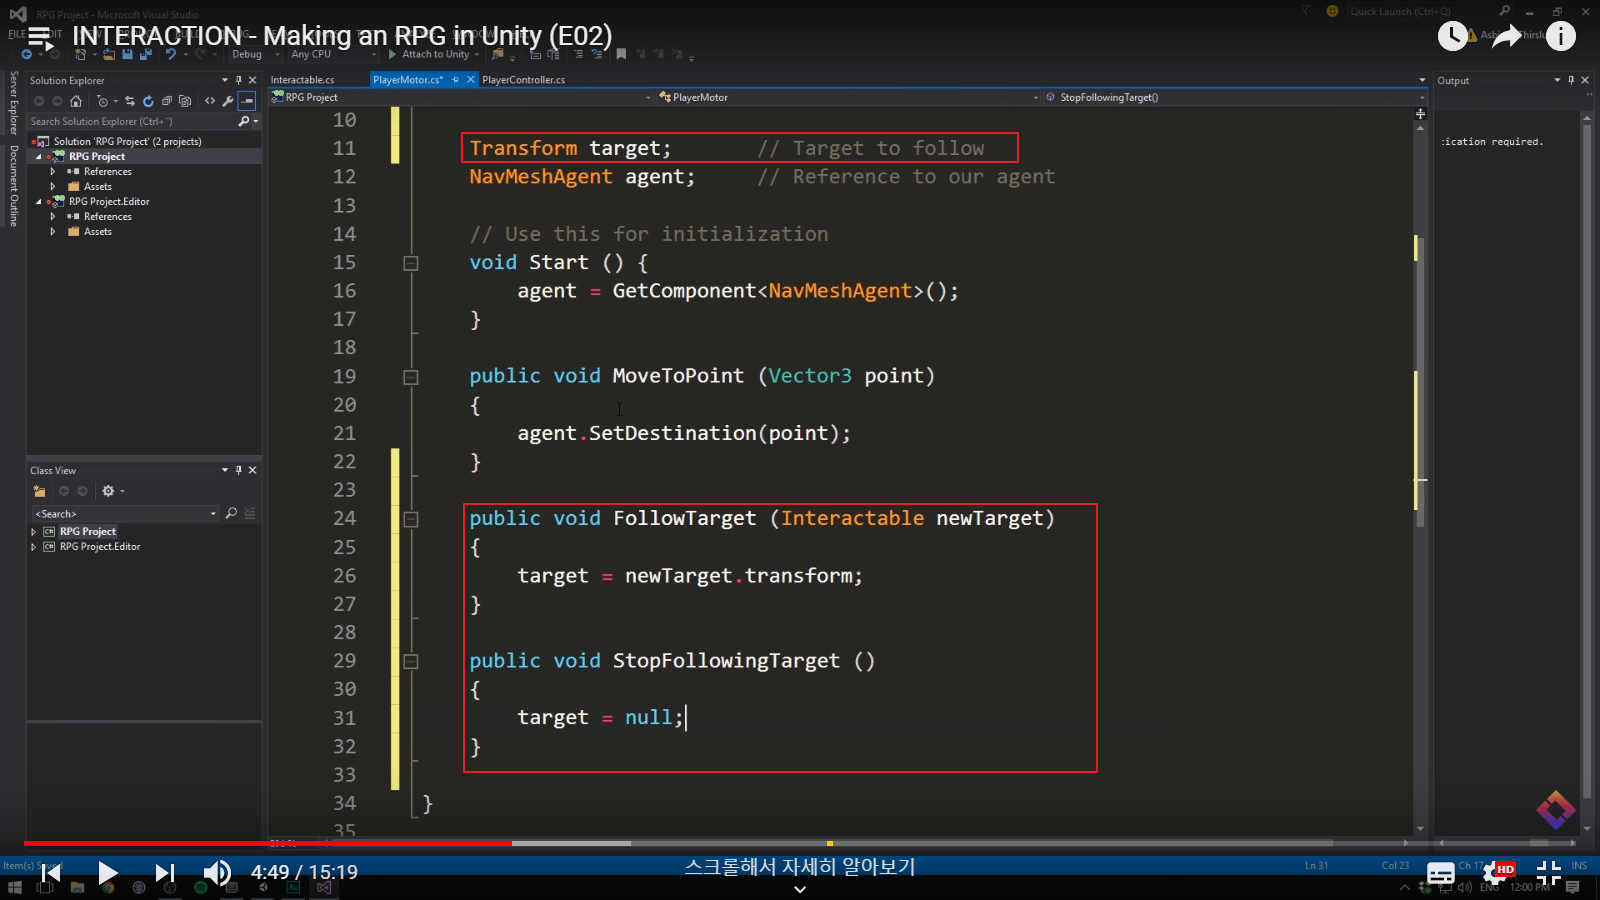 RPG Project - Microsoft Visual Studio
Quick Launch (Ctrl+Q)
INTERACTION - Making an RPG in Unity (E02)
Debug
Any CPU
Attach to Unity
Server Explorer
Document Outline
Solution Explorer
Search Solution Explorer (Ctrl+¨)
Solution 'RPG Project' (2 projects)
RPG Project
References
Assets
RPG Project.Editor
References
Assets
Class View
<Search>
RPG Project
RPG Project.Editor
Interactable.cs
PlayerMotor.cs*
PlayerController.cs
RPG Project
PlayerMotor
StopFollowingTarget()
10
11 Transform target; // Target to follow
12 NavMeshAgent agent; // Reference to our agent
13
14 // Use this for initialization
15 void Start () {
16 agent = GetComponent<NavMeshAgent>();
17 }
18
19 public void MoveToPoint (Vector3 point)
20 {
21 agent.SetDestination(point);
22 }
23
24 public void FollowTarget (Interactable newTarget)
25 {
26 target = newTarget.transform;
27 }
28
29 public void StopFollowingTarget ()
30 {
31 target = null;
32 }
33
34 }
35
Output
:ication required.
4:49 / 15:19
스크롤해서 자세히 알아보기
Item(s)
Ln 31
Col 23
Ch 17
HD
INS
ENG
12:00 PM